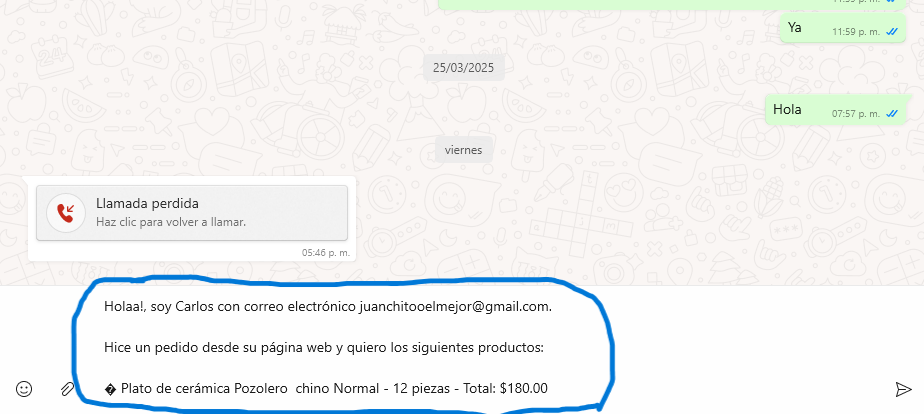 11:59 p. m.
Ya
11:59 p. m.
25/03/2025
Hola
07:57 p. m.
viernes
Llamada perdida
Haz clic para volver a llamar.
05:46 p. m.
Holaa!, soy Carlos con correo electrónico juanchitooelmejor@gmail.com.
Hice un pedido desde su página web y quiero los siguientes productos:
� Plato de cerámica Pozolero  chino Normal - 12 piezas - Total: $180.00